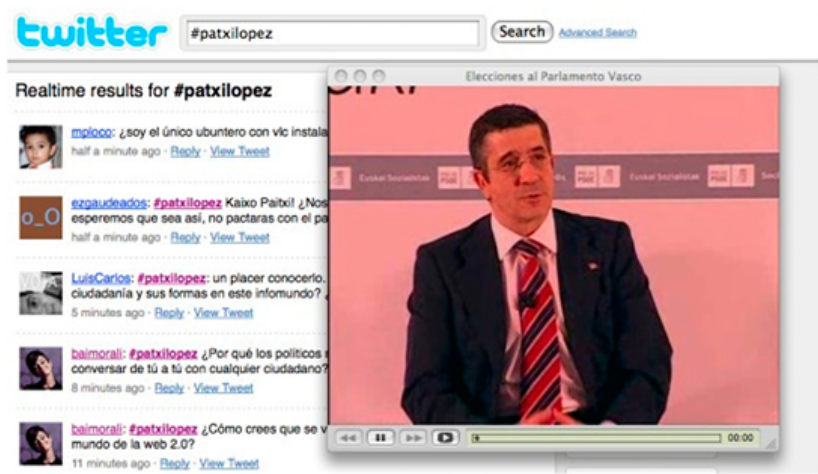 twitter
#patxilopez
Search
Advanced Search
Realtime results for #patxilopez
mploco: ¿soy el único ubuntero con vlc instala
half a minute ago · Reply · View Tweet
o_O
ezgaudeados: #patxilopez Kaixo Paitxi! ¿Nos
esperemos que sea así, no pactaras con el pa
half a minute ago · Reply · View Tweet
LuisCarlos: #patxilopez: un placer conocerlo.
ciudadanía y sus formas en este infomundo?
5 minutes ago · Reply · View Tweet
baimorali: #patxilopez ¿Por qué los políticos
conversar de tú a tú con cualquier ciudadano?
8 minutes ago · Reply · View Tweet
baimorali: #patxilopez ¿Cómo crees que se v
mundo de la web 2.0?
11 minutes ago · Reply · View Tweet
Elecciones al Parlamento Vasco
Euskal Sozialistak
PSOE
Euskal Sozialistak
00:00